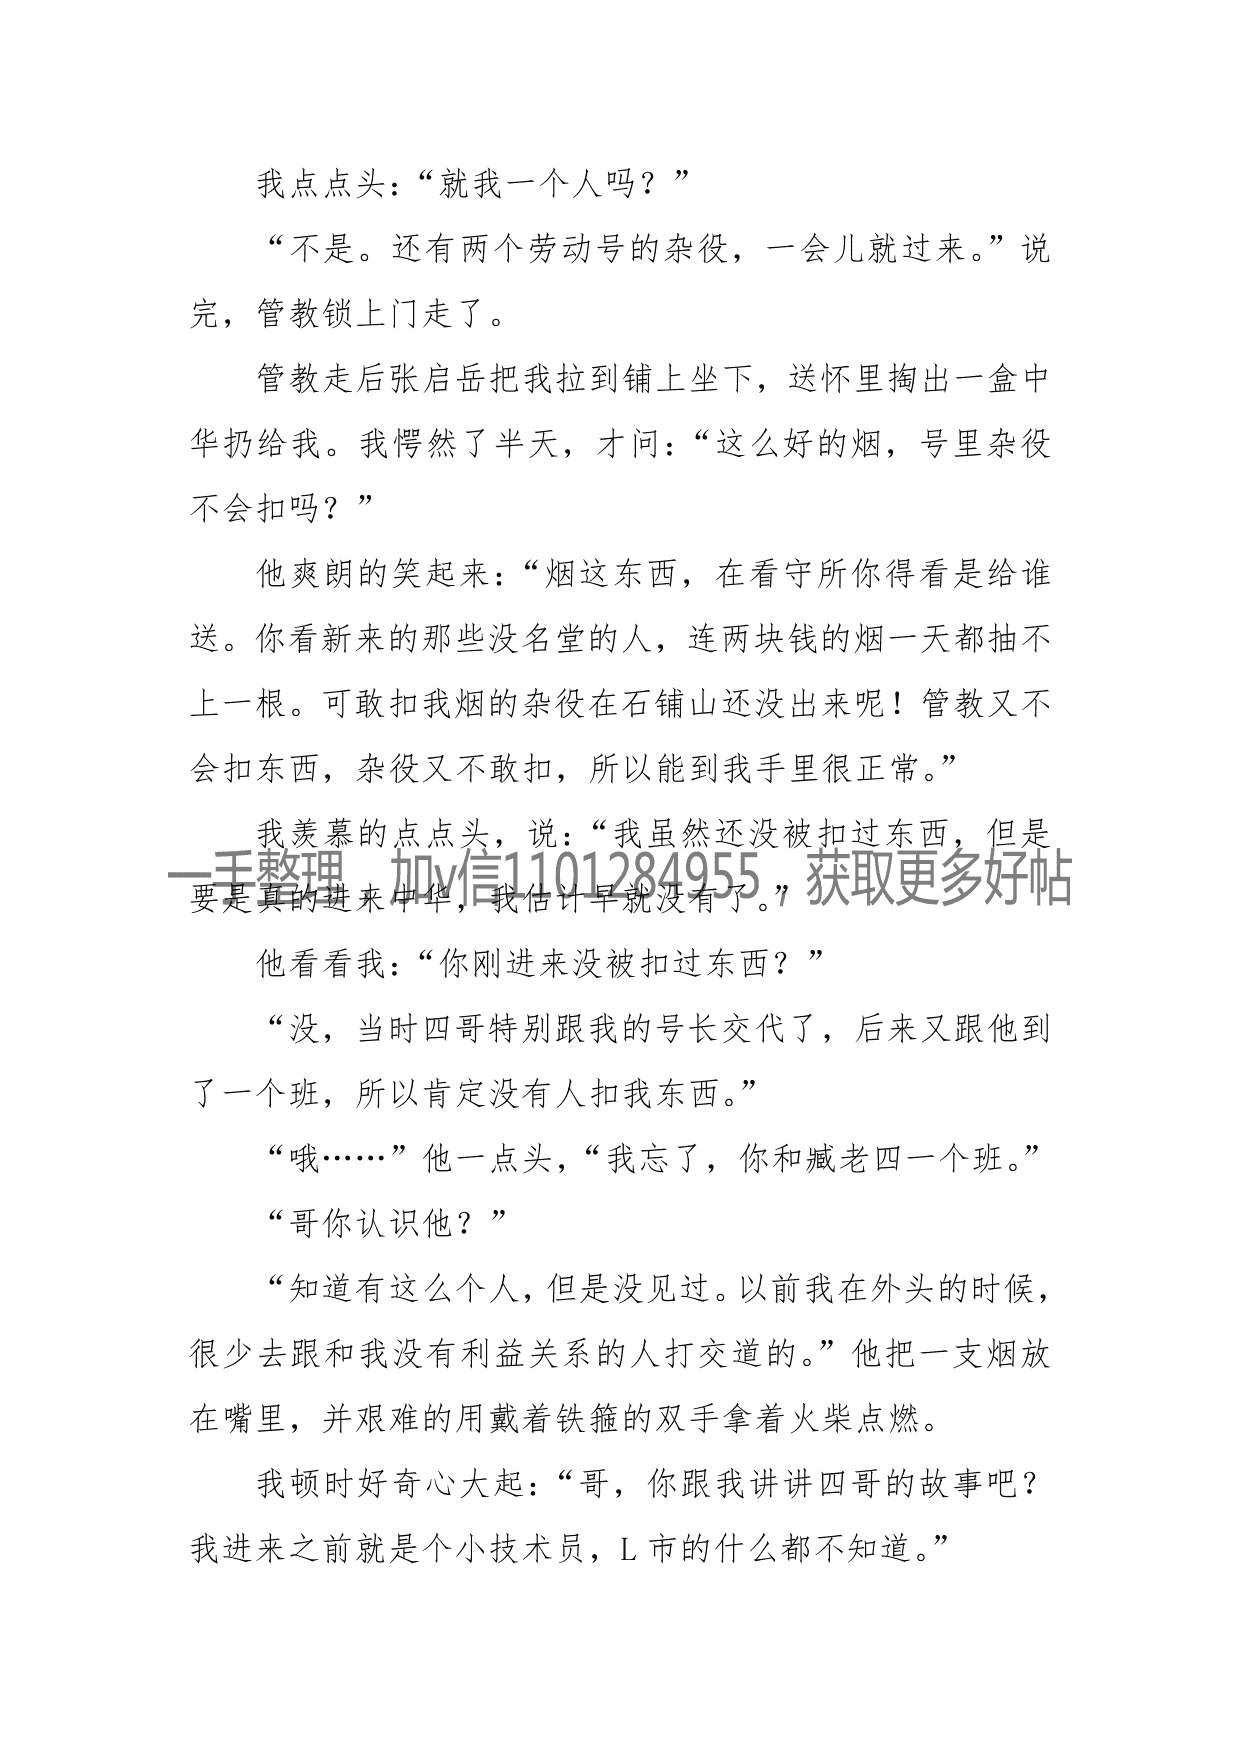 我点点头：“就我一个人吗？”
“不是。还有两个劳动号的杂役，一会儿就过来。”说
完，管教锁上门走了。
管教走后张启岳把我拉到铺上坐下，送怀里掏出一盒中
华扔给我。我愕然了半天，才问：“这么好的烟，号里杂役
不会扣吗？”
他爽朗的笑起来：“烟这东西，在看守所你得看是给谁
送。你看新来的那些没名堂的人，连两块钱的烟一天都抽不
上一根。可敢扣我烟的杂役在石铺山还没出来呢！管教又不
会扣东西，杂役又不敢扣，所以能到我手里很正常。”
我羡慕的点点头，说：“我虽然还没被扣过东西，但是
一手整理，加v信1101284955，获取更多好帖
要是真的进来中华，我估计早就没有了。”
他看看我：“你刚进来没被扣过东西？”
“没，当时四哥特别跟我的号长交代了，后来又跟他到
了一个班，所以肯定没有人扣我东西。”
“哦……”他一点头，“我忘了，你和臧老四一个班。”
“哥你认识他？”
“知道有这么个人，但是没见过。以前我在外头的时候，
很少去跟和我没有利益关系的人打交道的。”他把一支烟放
在嘴里，并艰难的用戴着铁箍的双手拿着火柴点燃。
我顿时好奇心大起：“哥，你跟我讲讲四哥的故事吧？
我进来之前就是个小技术员，L 市的什么都不知道。”